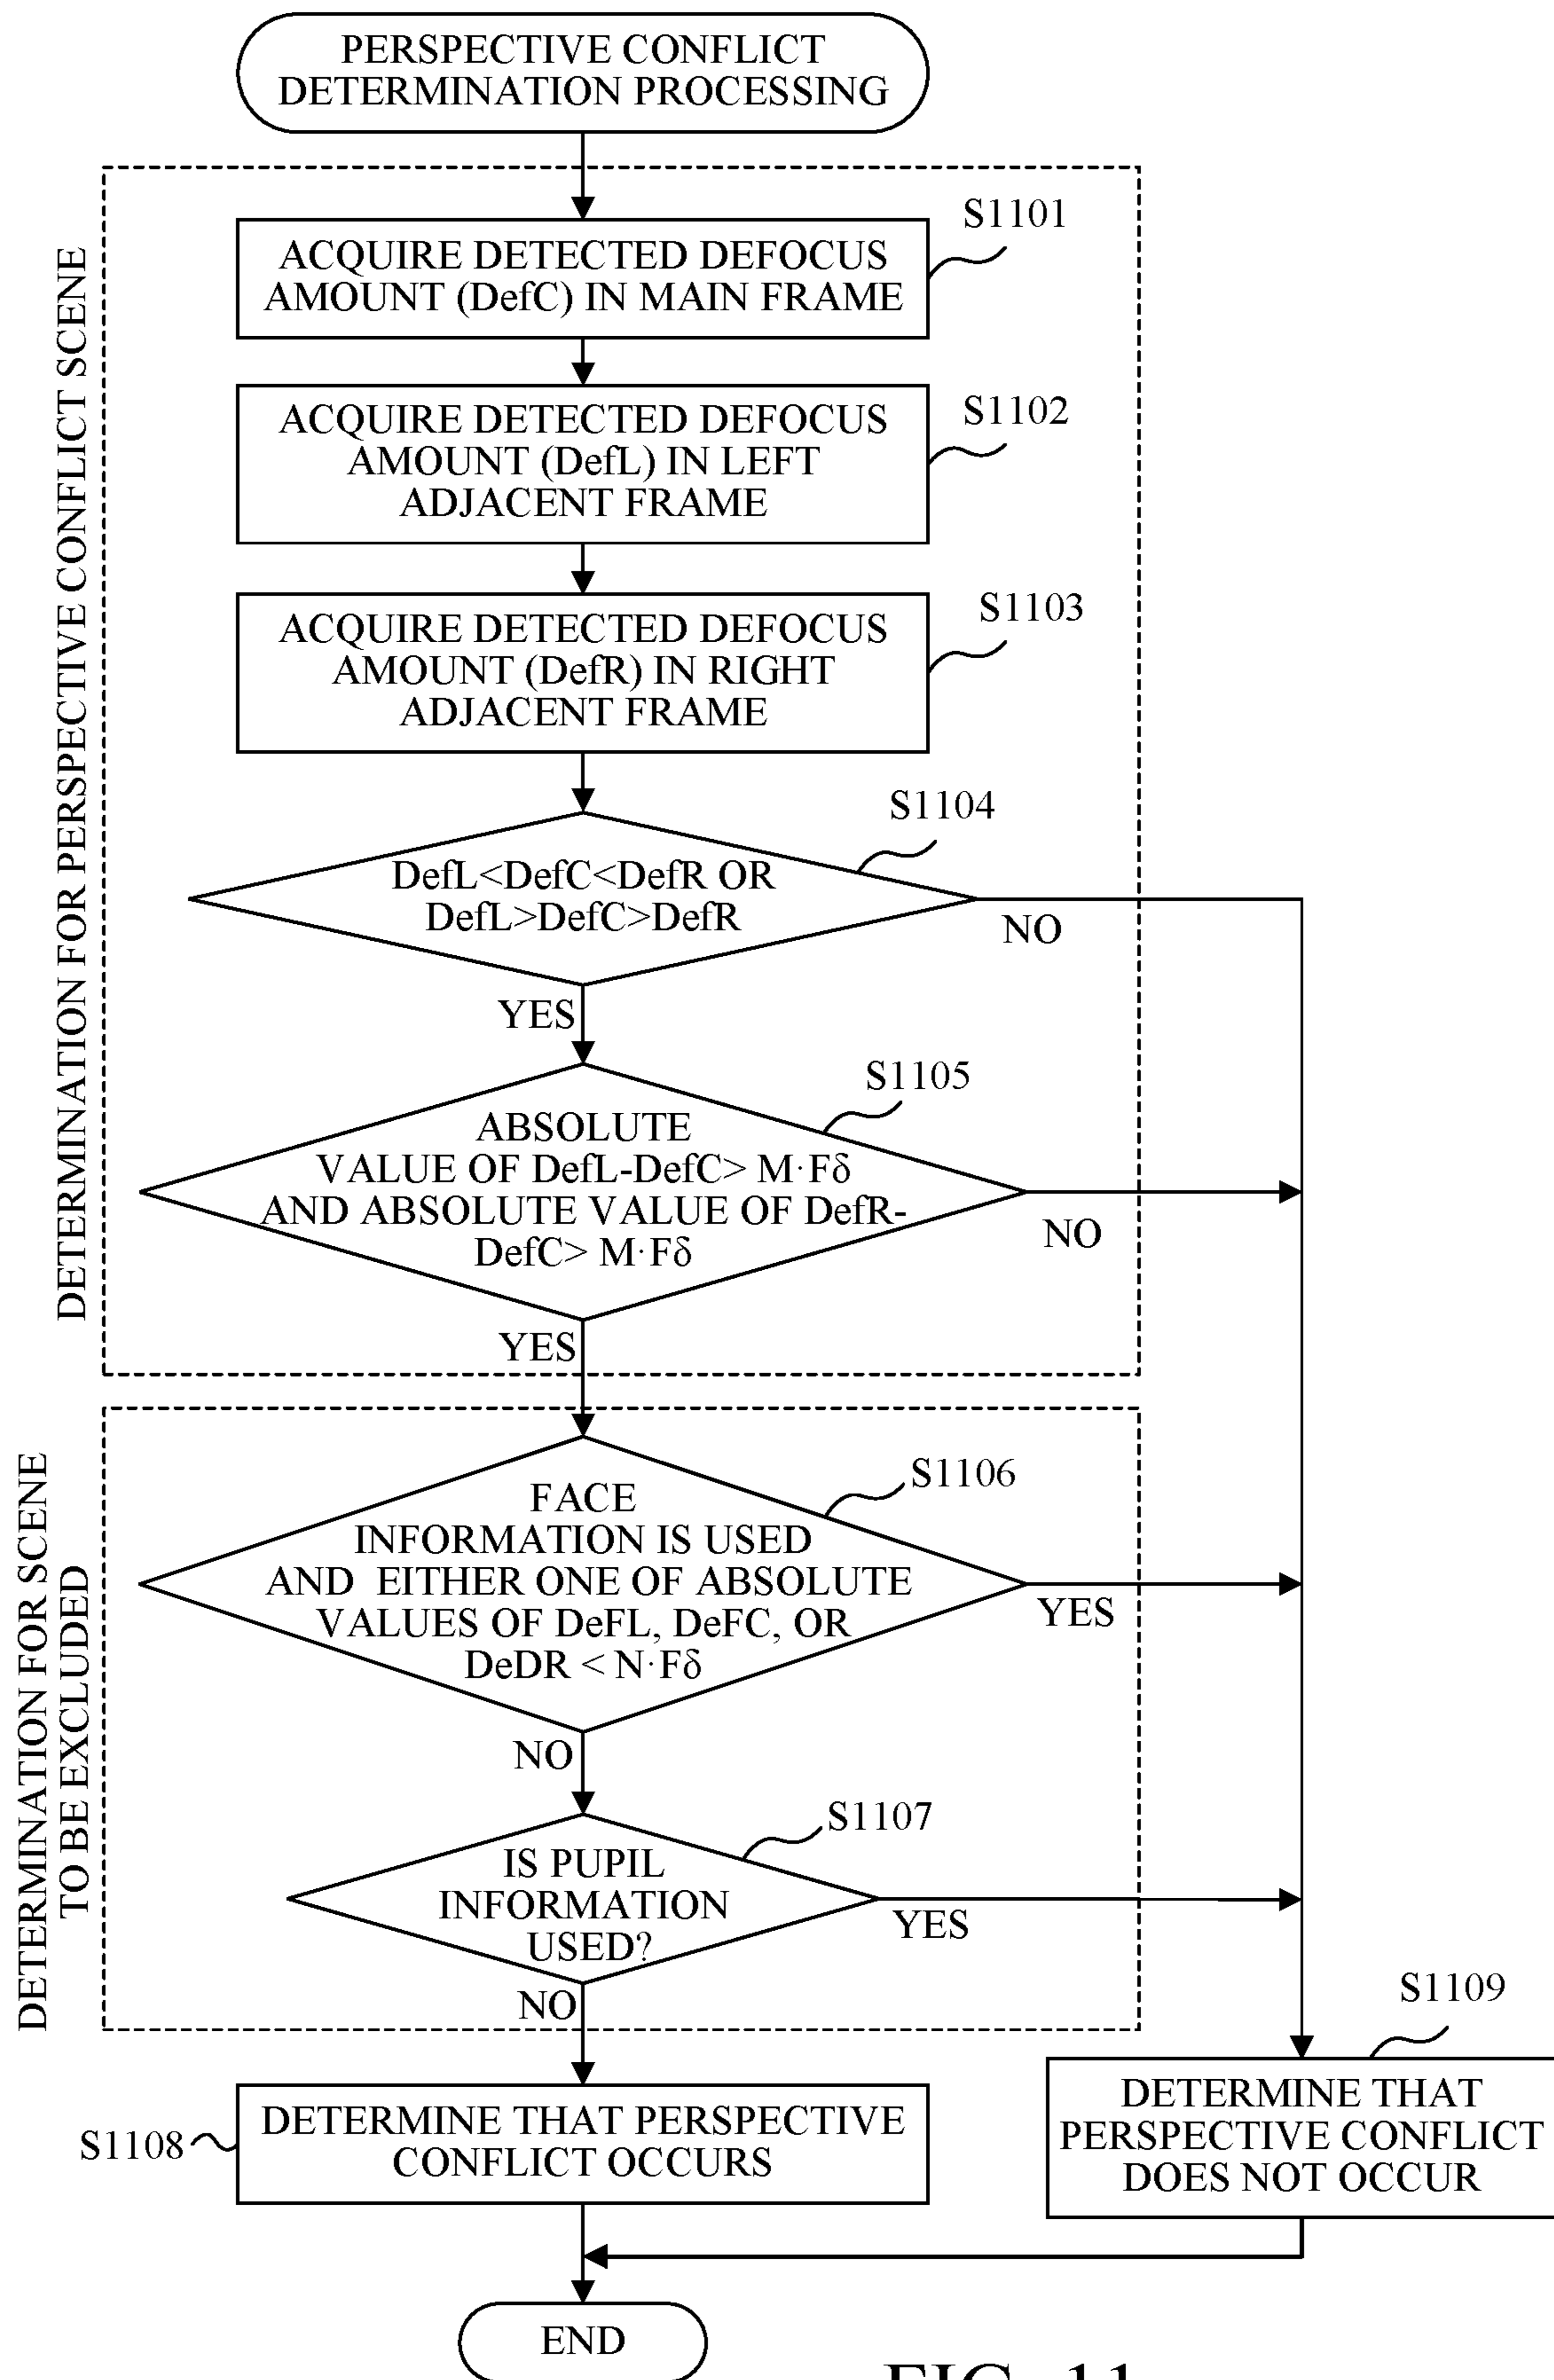 PERSPECTIVE CONFLICT
DETERMINATION PROCESSING
DETERMINATION FOR PERSPECTIVE CONFLICT SCENE
S1101
ACQUIRE DETECTED DEFOCUS
AMOUNT (DefC) IN MAIN FRAME
S1102
ACQUIRE DETECTED DEFOCUS
AMOUNT (DefL) IN LEFT
ADJACENT FRAME
S1103
ACQUIRE DETECTED DEFOCUS
AMOUNT (DefR) IN RIGHT
ADJACENT FRAME
S1104
DefL<DefC<DefR OR
DefL>DefC>DefR
NO
YES
S1105
ABSOLUTE
VALUE OF DefL-DefC> M·Fδ
AND ABSOLUTE VALUE OF DefR-
DefC> M·Fδ
NO
YES
DETERMINATION FOR SCENE
TO BE EXCLUDED
S1106
FACE
INFORMATION IS USED
AND EITHER ONE OF ABSOLUTE
VALUES OF DeFL, DeFC, OR
DeDR < N·Fδ
YES
NO
S1107
IS PUPIL
INFORMATION
USED?
YES
NO
S1108
DETERMINE THAT PERSPECTIVE
CONFLICT OCCURS
S1109
DETERMINE THAT
PERSPECTIVE CONFLICT
DOES NOT OCCUR
END
FIG. 11